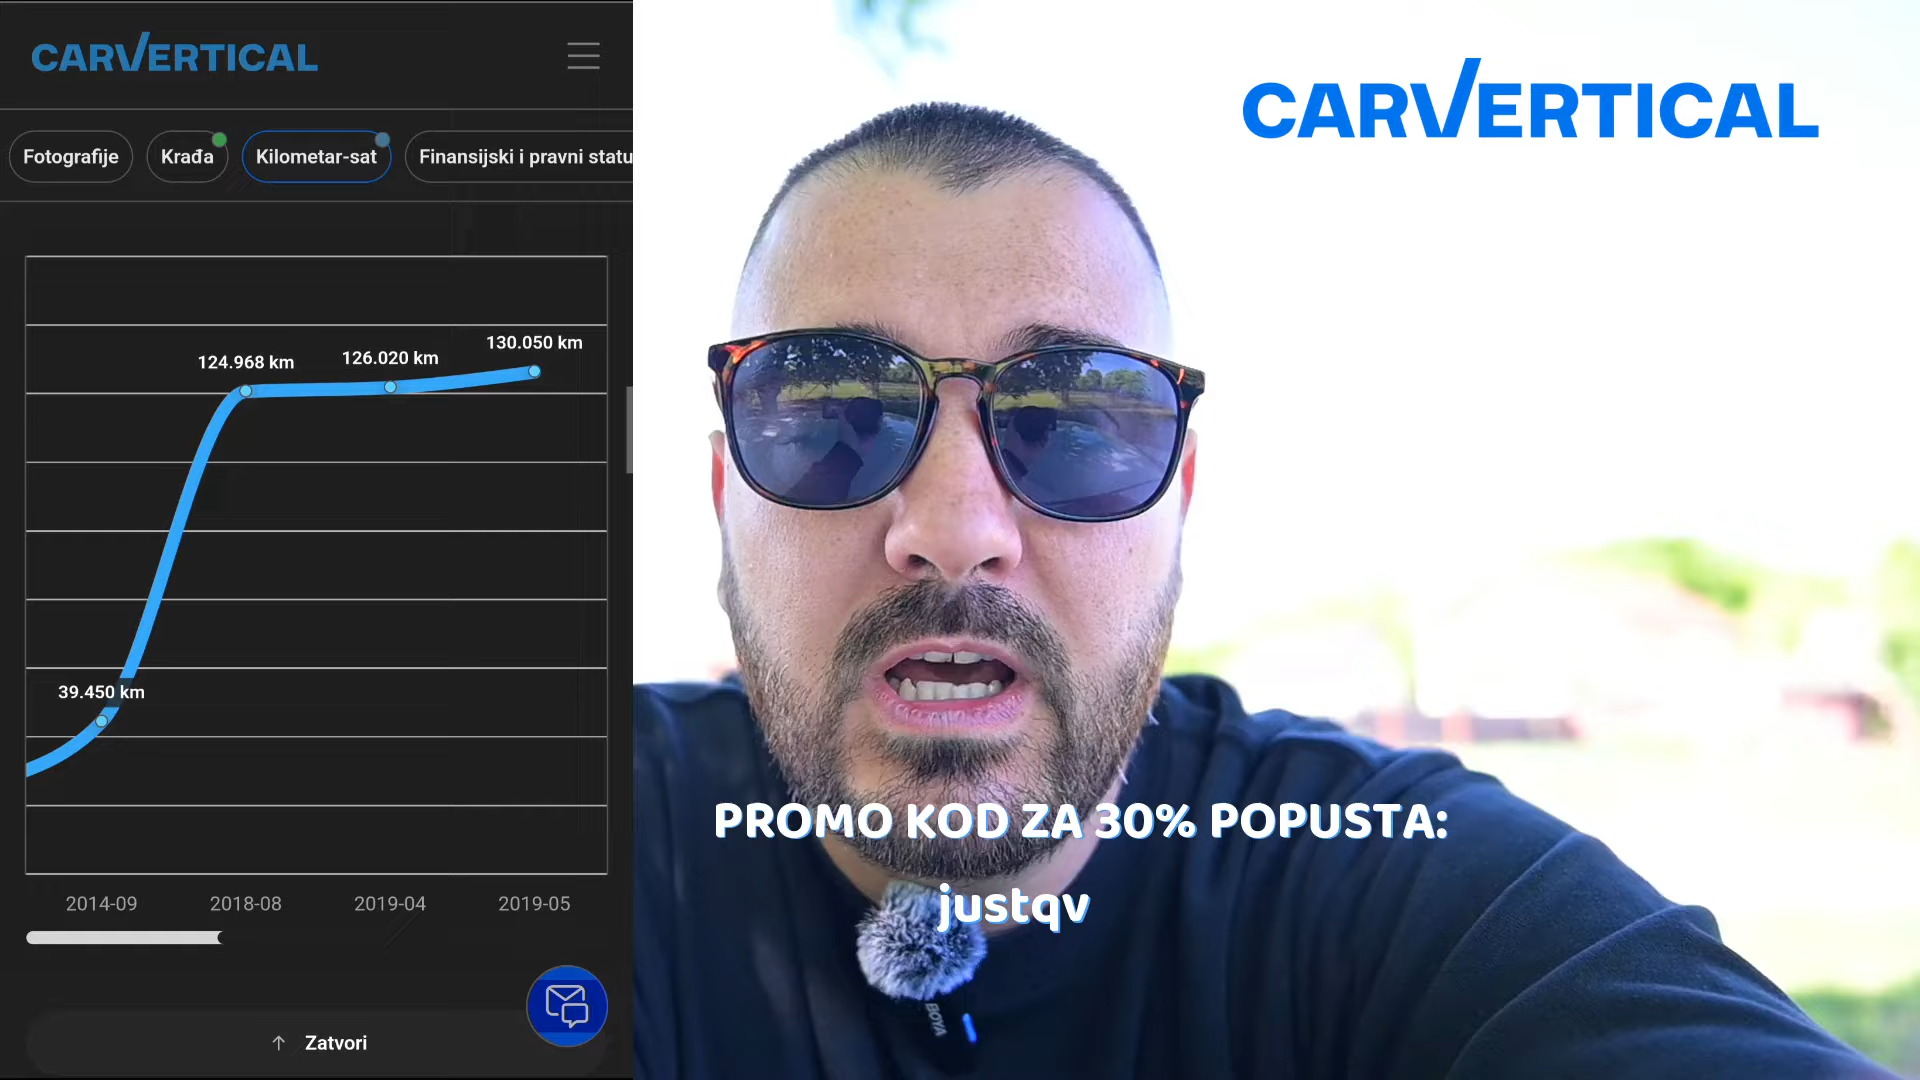 CARVERTICAL
Fotografije
Krađa
Kilometar-sat
Finansijski i pravni statu
130.050 km
126.020 km
124.968 km
39.450 km
2014-09
2018-08
2019-04
2019-05
Zatvori
CARVERTICAL
PROMO KOD ZA 30% POPUSTA:
justqv
BOYA